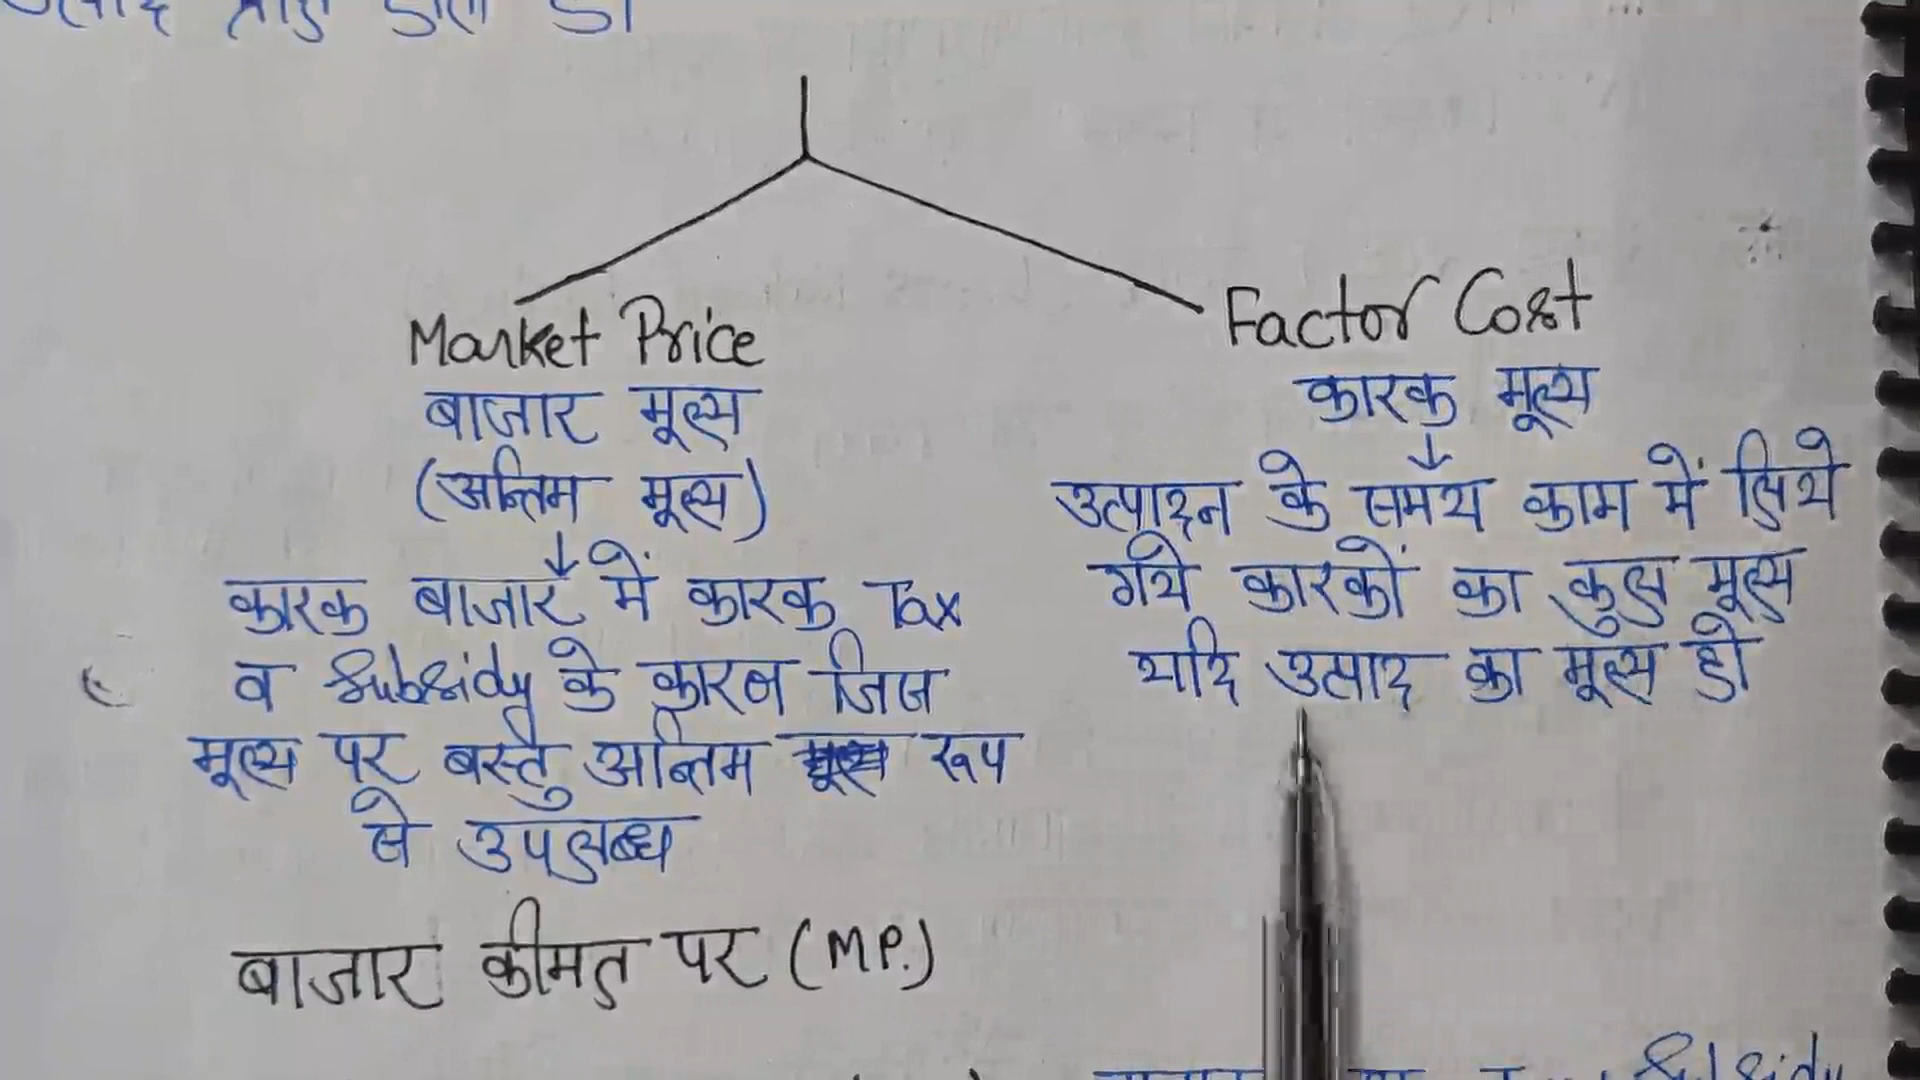 Market Price
बाजार मूल्य
(अन्तिम मूल्य)
कारक बाजार में कारक Tax
व Subsidy के कारण जिस
मूल्य पर वस्तु अन्तिम रूप
से उपलब्ध
बाजार कीमत पर (M.P.)
Factor Cost
कारक मूल्य
उत्पादन के समय काम में लिये
गये कारकों का कुल मूल्य
यदि उत्पाद का मूल्य हो
Subsidy